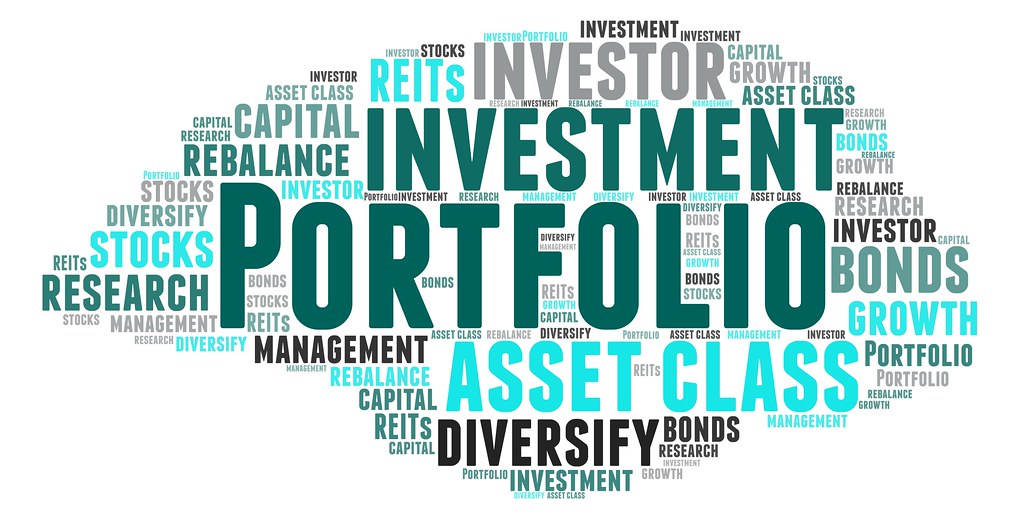 INVESTMENT
INVESTOR PORTFOLIO INVESTMENT
INVESTOR STOCKS INVESTOR CAPITAL
REITs GROWTH STOCKS
INVESTOR
ASSET CLASS ASSET CLASS
RESEARCH INVESTMENT REBALANCE REBALANCE MANAGEMENT
CAPITAL CAPITAL INVESTMENT RESEARCH
RESEARCH GROWTH
BONDS
REBALANCE REBALANCE
GROWTH
PORTFOLIO
STOCKS INVESTOR REBALANCE
PORTFOLIO INVESTMENT RESEARCH MANAGEMENT DIVERSIFY INVESTOR INVESTMENT ASSET CLASS
RESEARCH
DIVERSIFY PORTFOLIO DIVERSIFY
BONDS
INVESTOR
STOCKS DIVERSIFY REITs CAPITAL
MANAGEMENT
ASSET CLASS
REITs GROWTH BONDS
RESEARCH BONDS BONDS BONDS
REITs STOCKS
STOCKS GROWTH
STOCKS MANAGEMENT REITs CAPITAL GROWTH
RESEARCH DIVERSIFY ASSET CLASS REBALANCE DIVERSIFY PORTFOLIO ASSET CLASS MANAGEMENT INVESTOR
MANAGEMENT PORTFOLIO
MANAGEMENT ASSET CLASS REITs
REBALANCE PORTFOLIO
CAPITAL REBALANCE
GROWTH
REITs MANAGEMENT
DIVERSIFY BONDS
CAPITAL RESEARCH
INVESTMENT
PORTFOLIO INVESTMENT GROWTH
DIVERSIFY ASSET CLASS